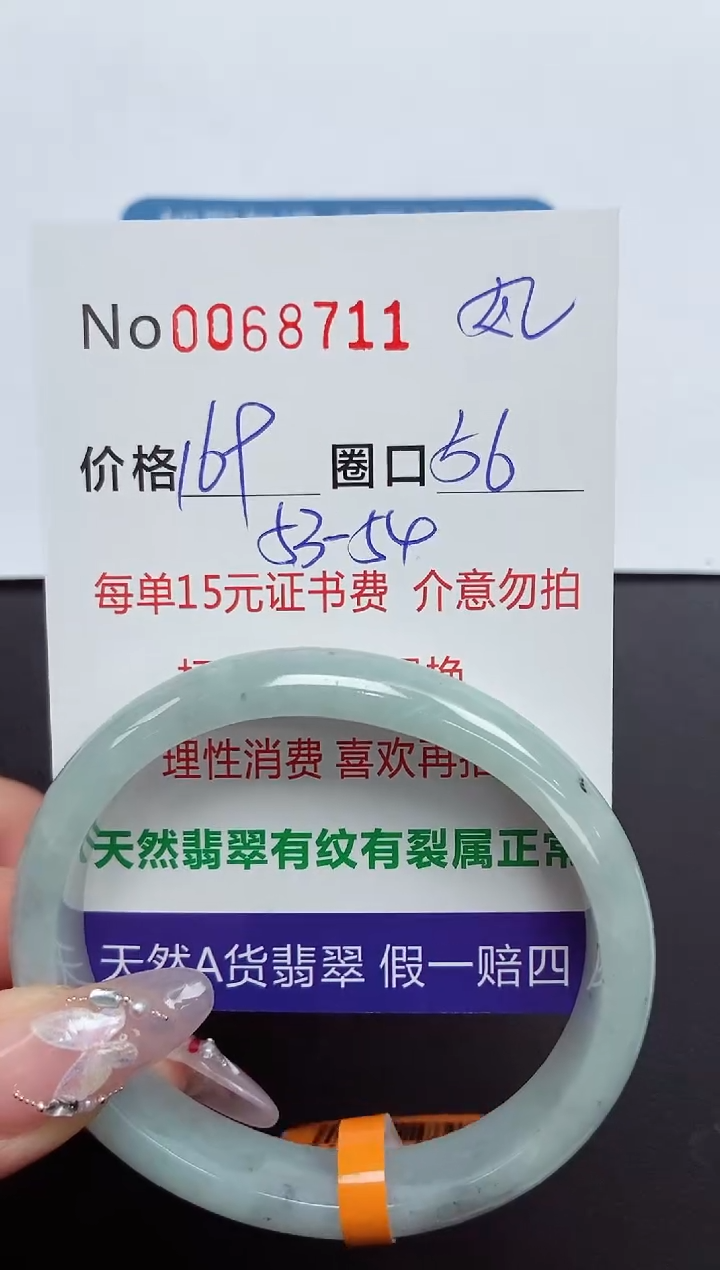 No0068711
价格169 圈口56
53-54
每单15元证书费 介意勿拍
理性消费 喜欢再拍
天然翡翠有纹有裂属正常
天然A货翡翠 假一赔四